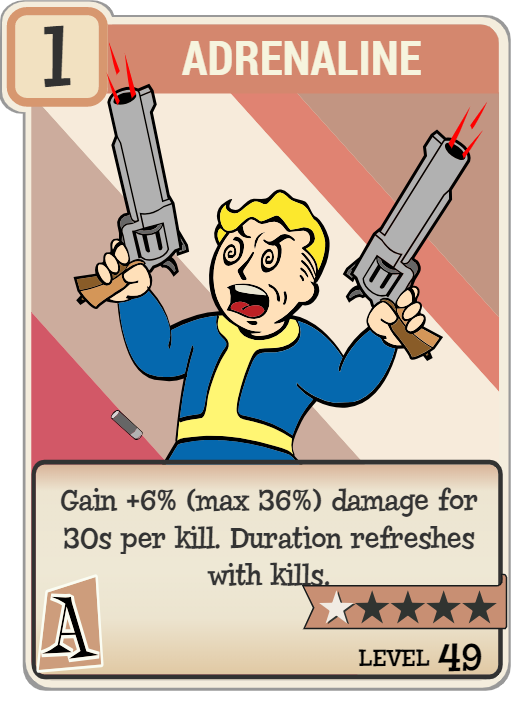 1
ADRENALINE
Gain +6% (max 36%) damage for
30s per kill. Duration refreshes
with kills.
A
LEVEL 49